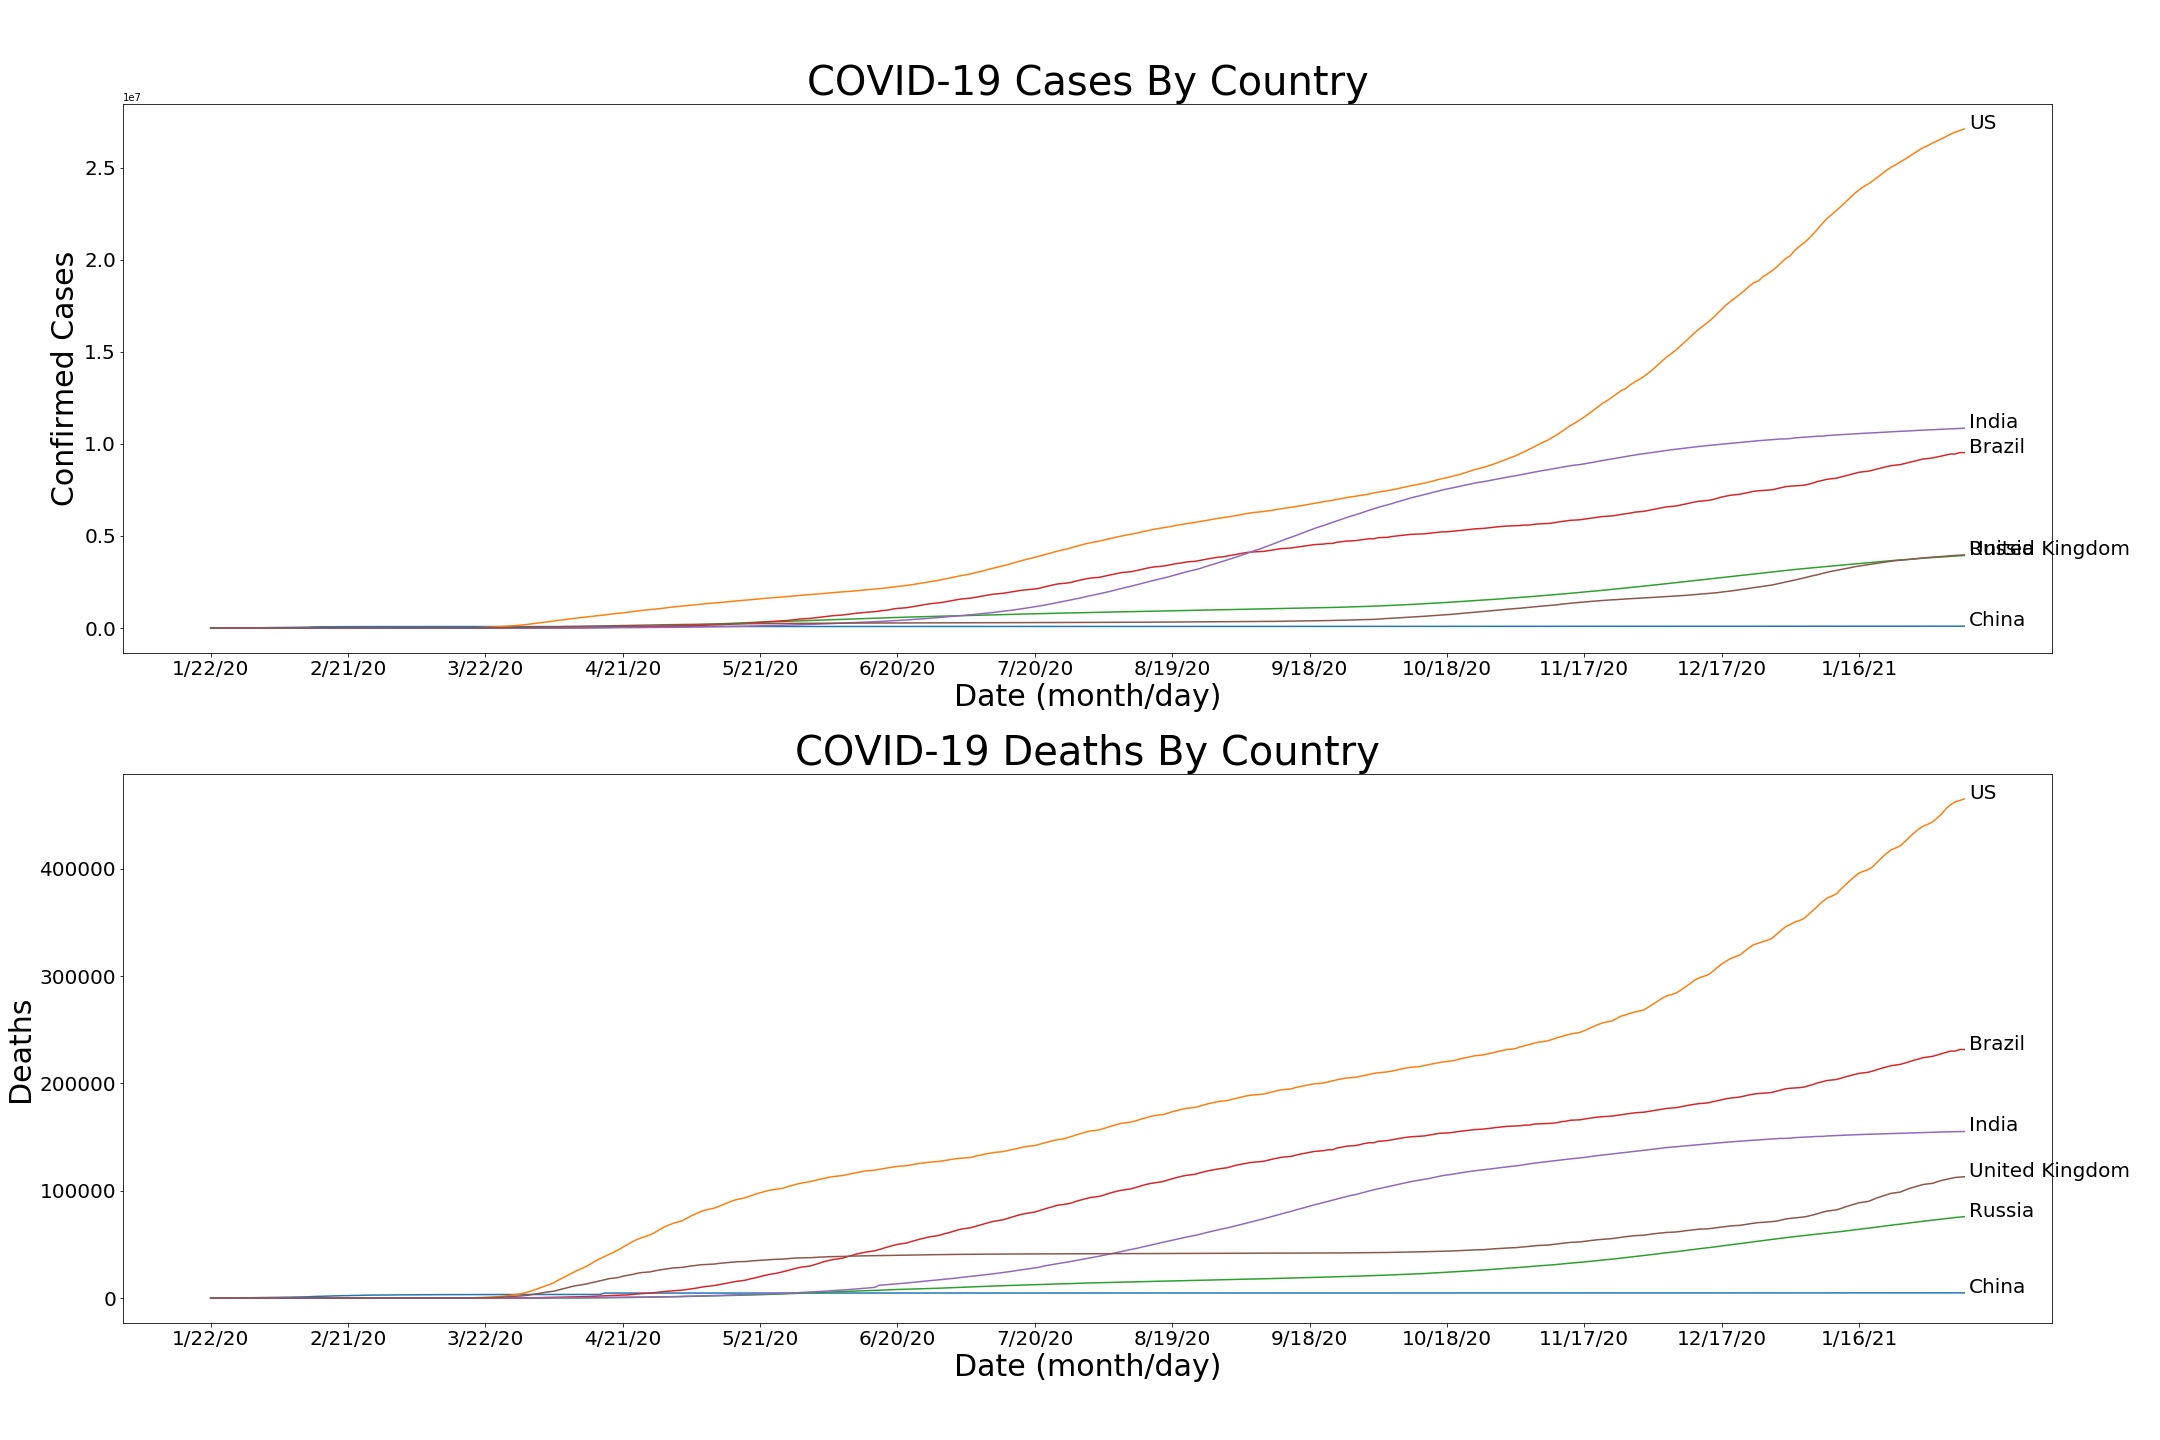 COVID-19 Cases By Country
1e7
2.5
2.0
1.5
1.0
0.5
0.0
Confirmed Cases
US
India
Brazil
Russia
United Kingdom
China
1/22/20 2/21/20 3/22/20 4/21/20 5/21/20 6/20/20 7/20/20 8/19/20 9/18/20 10/18/20 11/17/20 12/17/20 1/16/21
Date (month/day)
COVID-19 Deaths By Country
400000
300000
200000
100000
0
Deaths
US
Brazil
India
United Kingdom
Russia
China
1/22/20 2/21/20 3/22/20 4/21/20 5/21/20 6/20/20 7/20/20 8/19/20 9/18/20 10/18/20 11/17/20 12/17/20 1/16/21
Date (month/day)